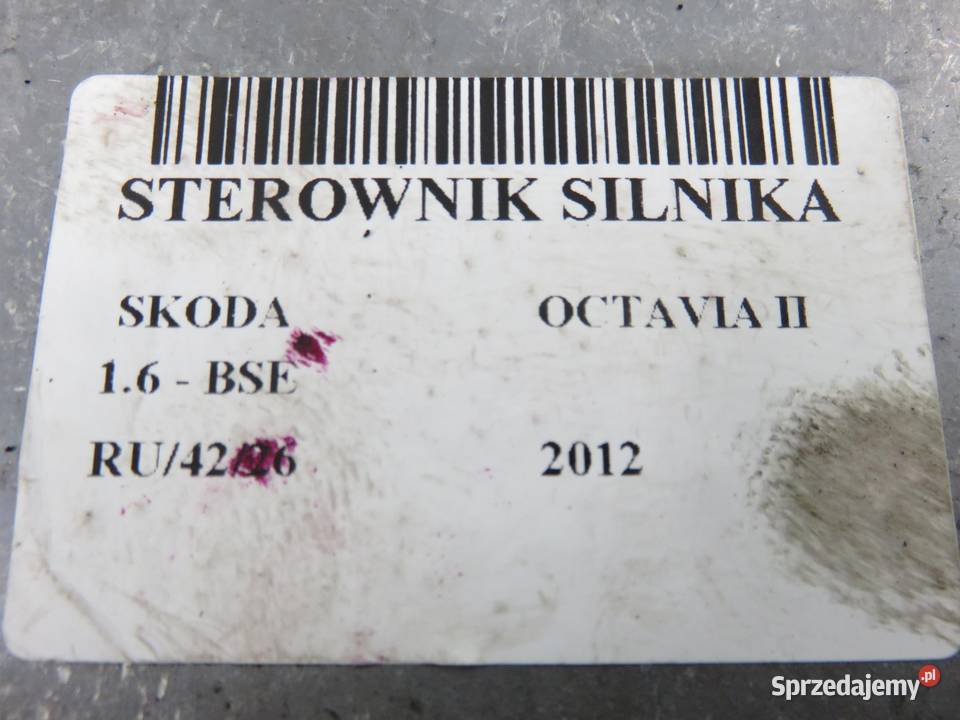 STEROWNIK SILNIKA
SKODA OCTAVIA II
1.6 - BSE
RU/42/26 2012
Sprzedajemy.pl